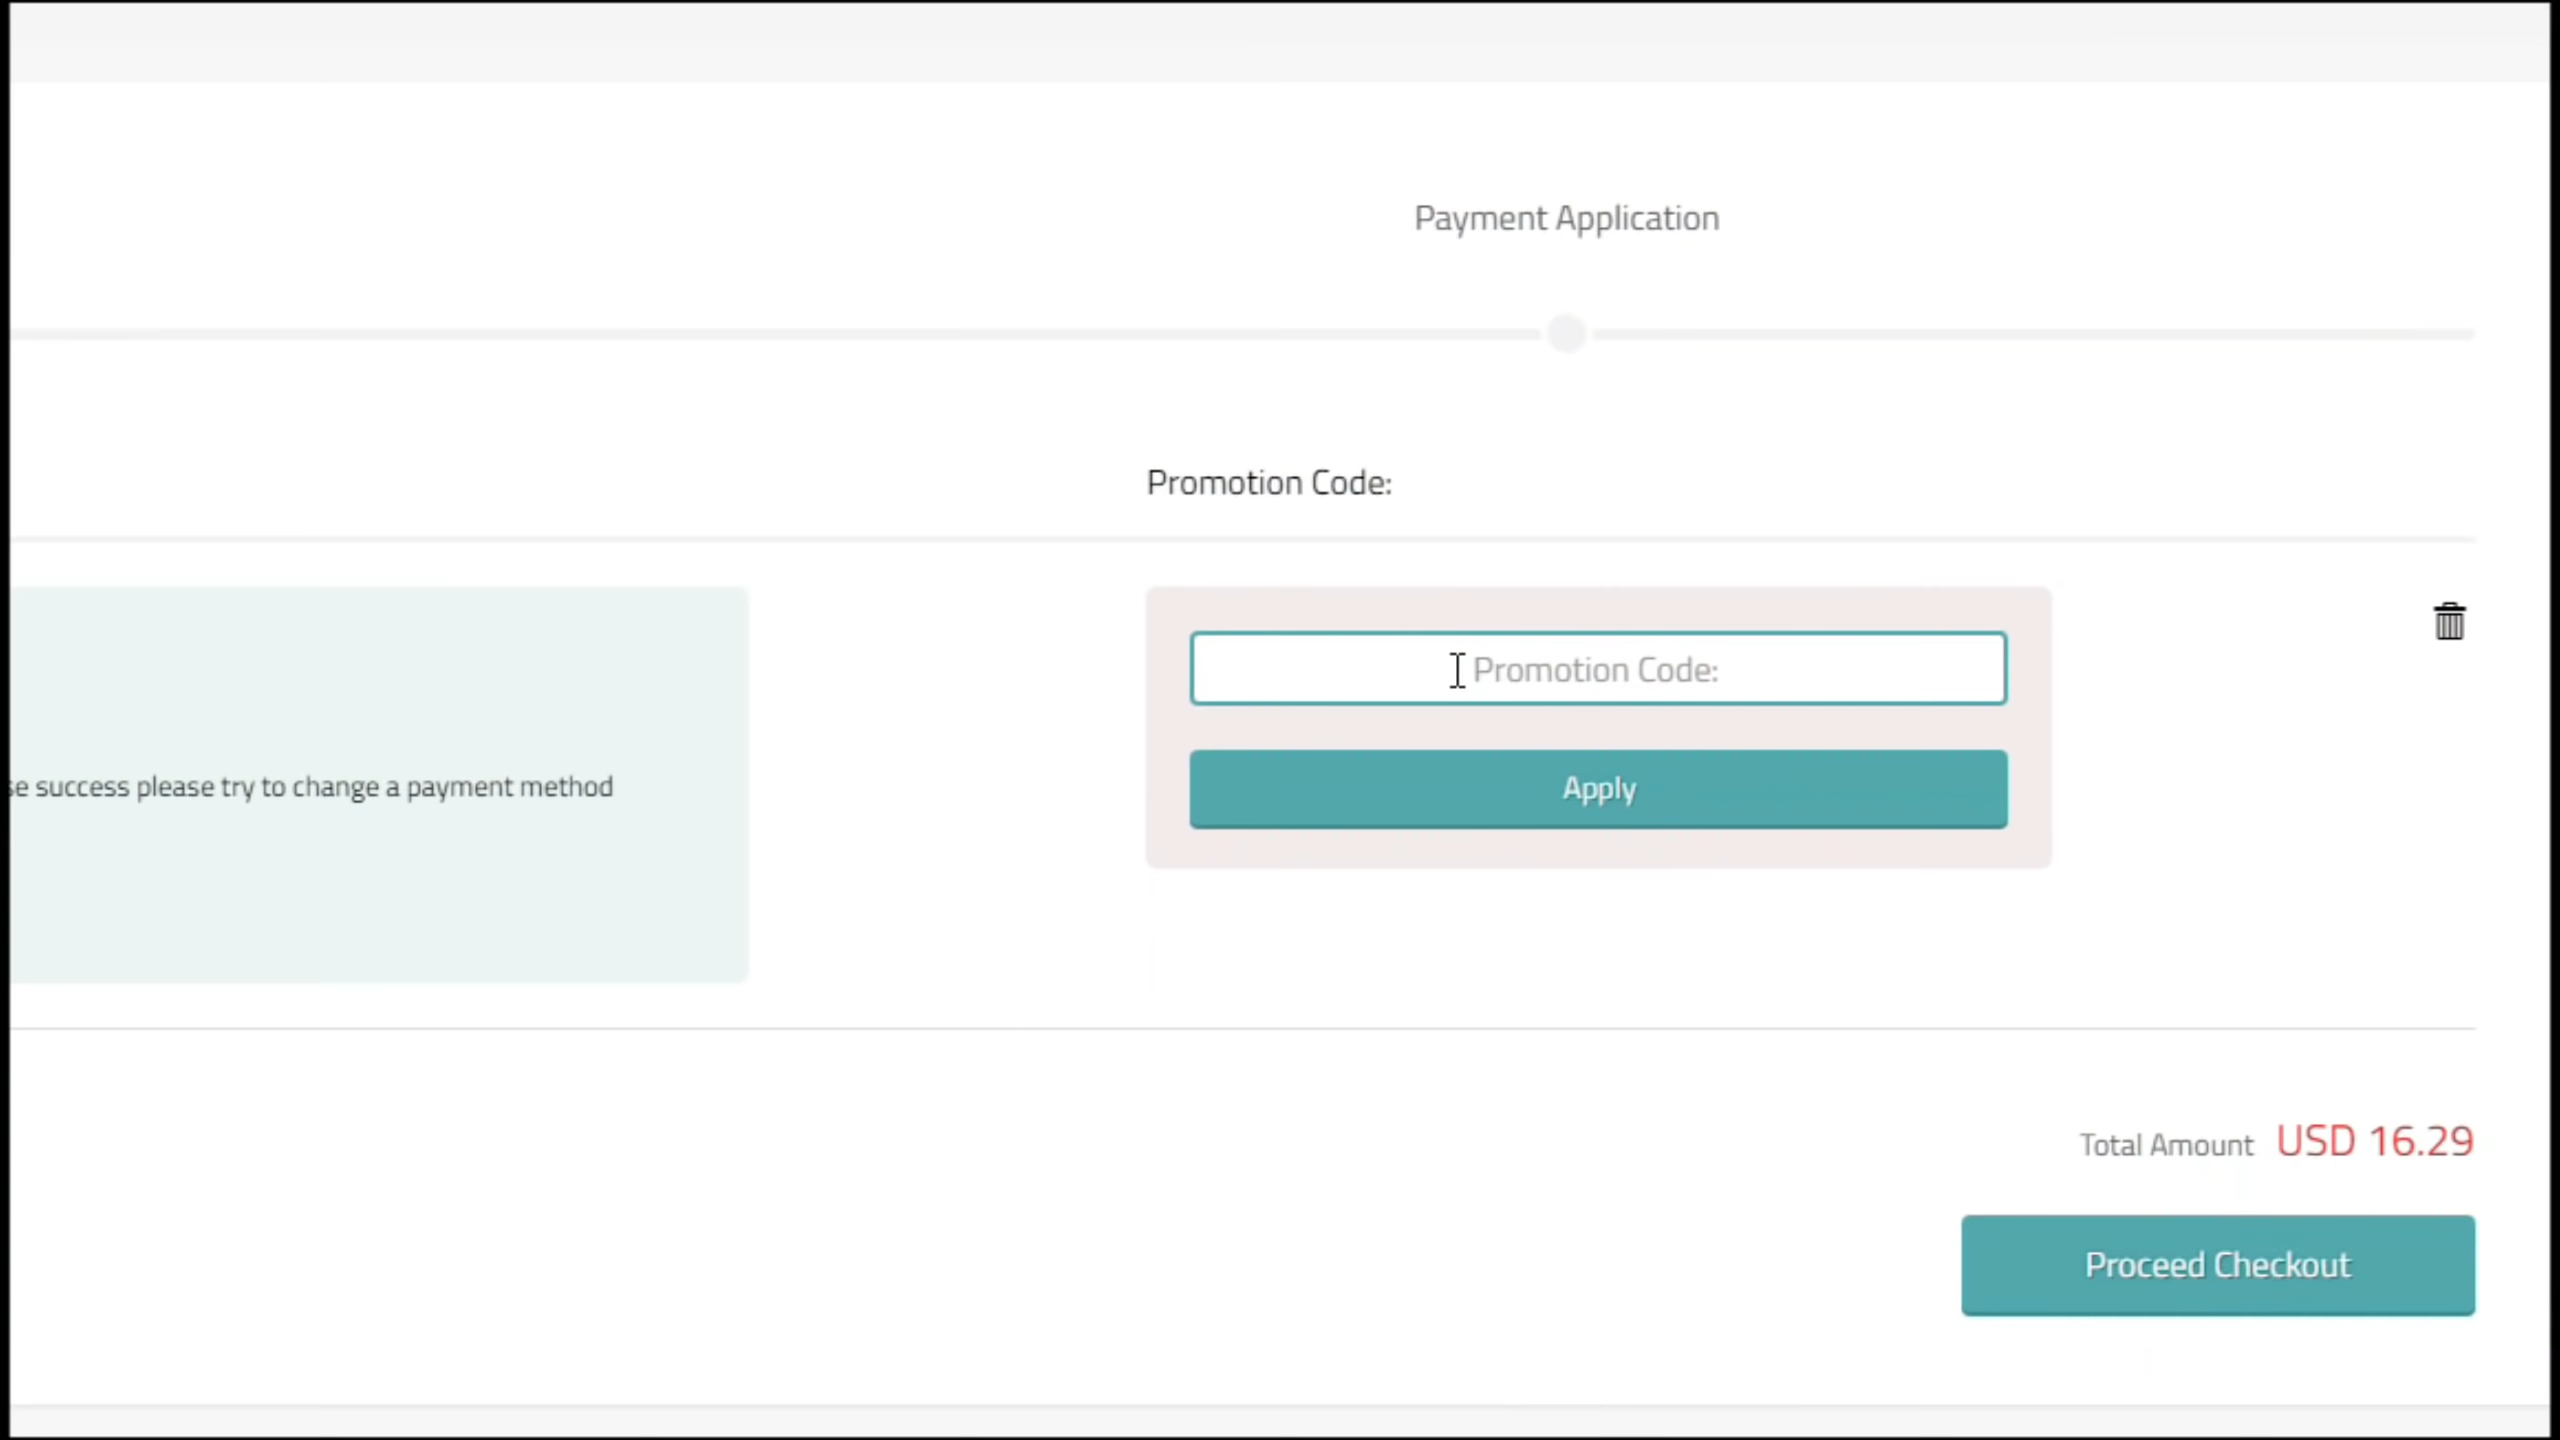 Payment Application
Promotion Code:
Promotion Code:
Apply
success please try to change a payment method
Total Amount USD 16.29
Proceed Checkout